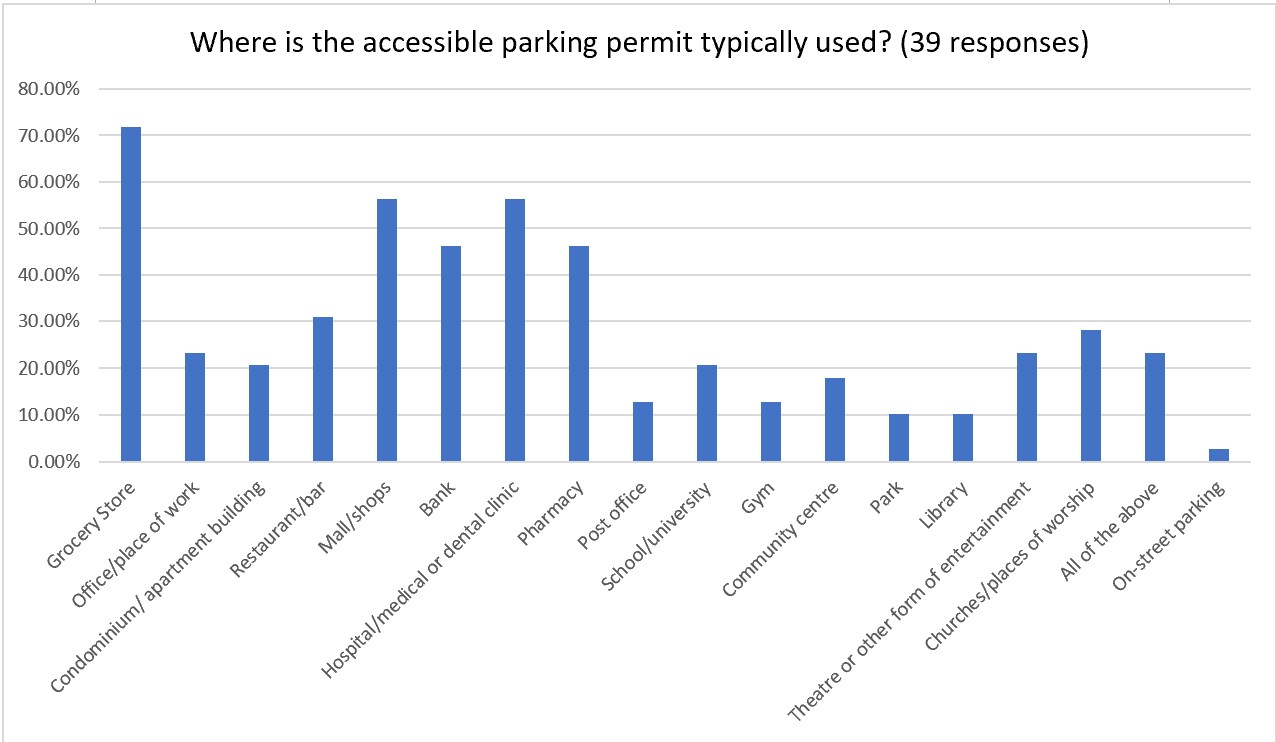 Where is the accessible parking permit typically used? (39 responses)
80.00%
70.00%
60.00%
50.00%
40.00%
30.00%
20.00%
10.00%
0.00%
Grocery Store
Office/place of work
Condominium/ apartment building
Restaurant/bar
Mall/shops
Bank
Hospital/medical or dental clinic
Pharmacy
Post office
School/university
Gym
Community centre
Park
Library
Theatre or other form of entertainment
Churches/places of worship
All of the above
On-street parking